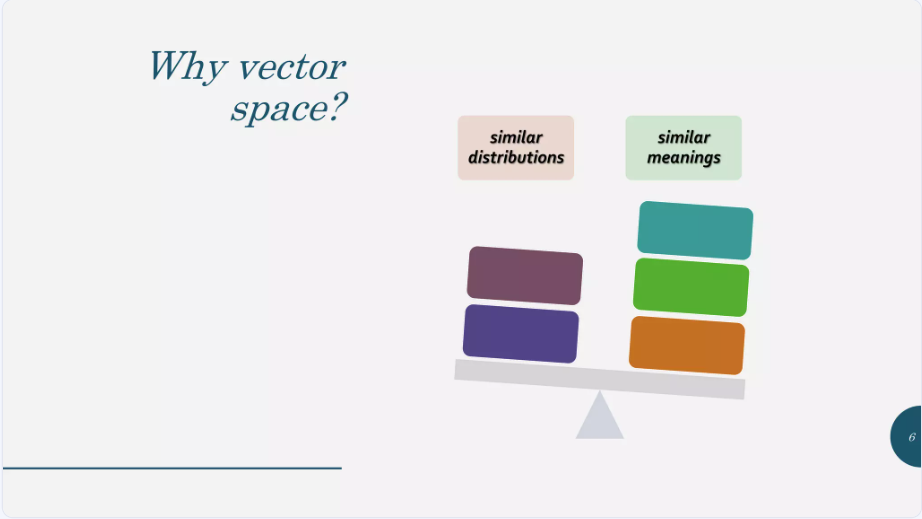 Why vector
space?
similar
distributions
similar
meanings
6